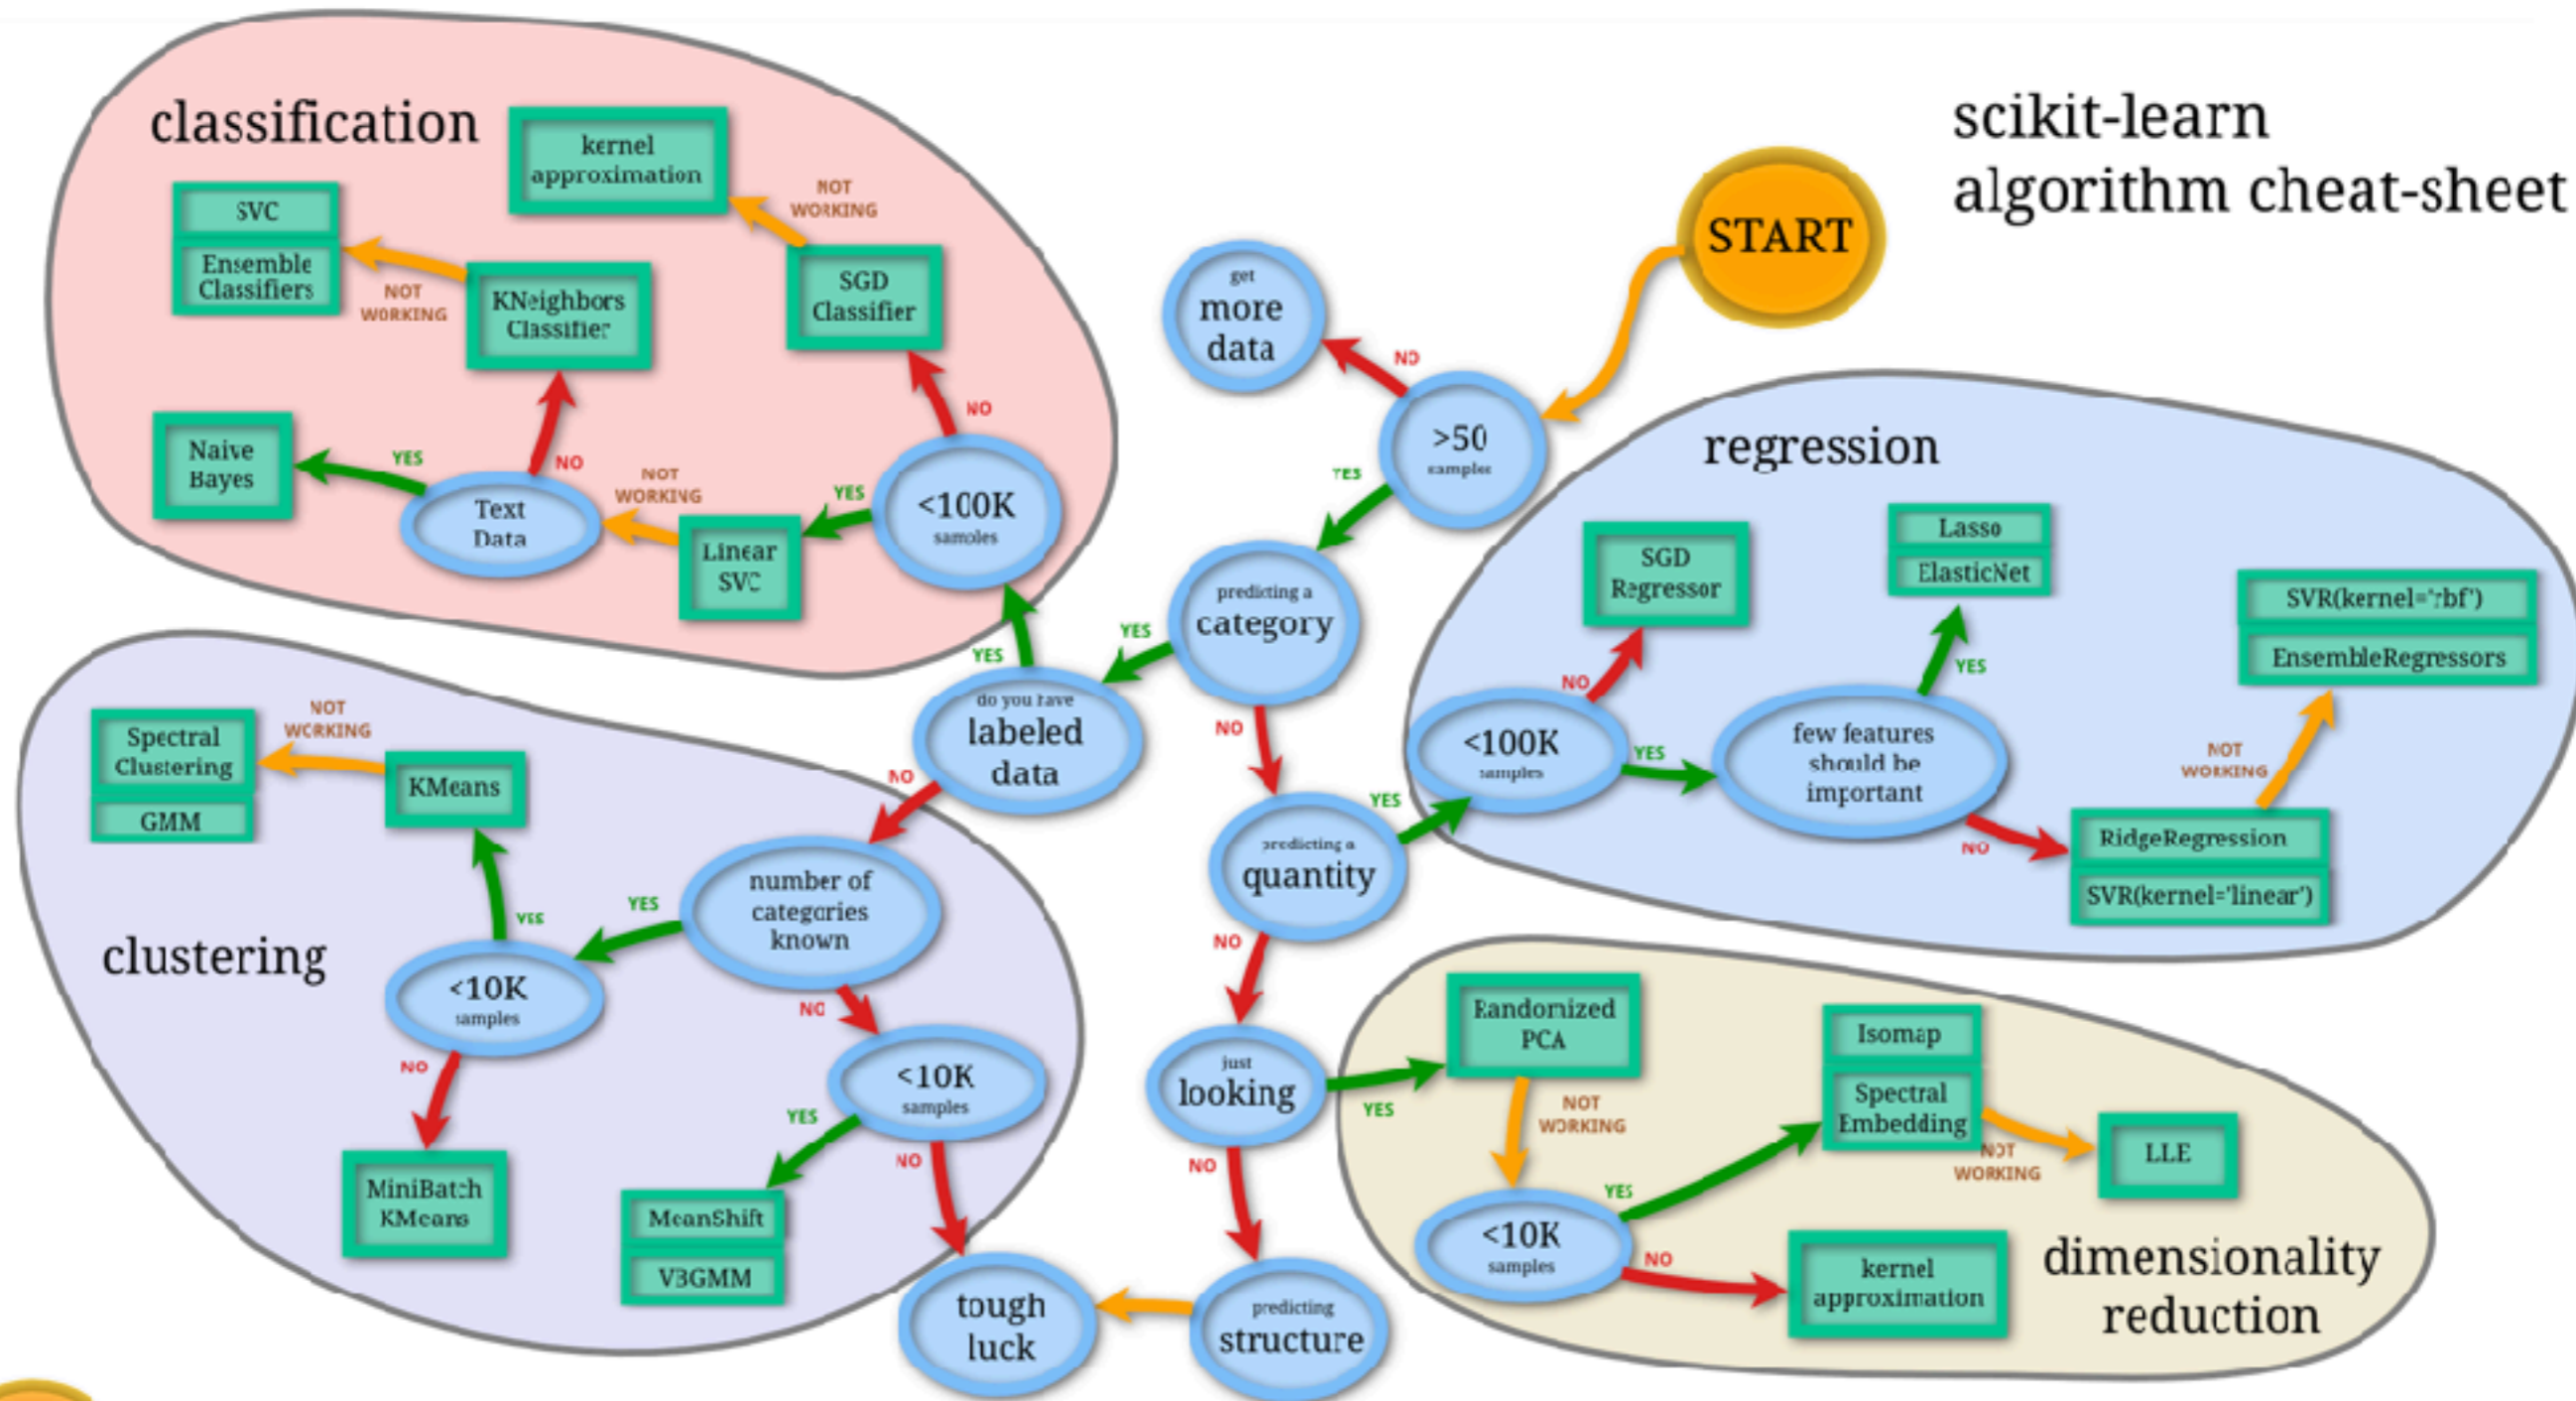 scikit-learn
algorithm cheat-sheet
START
>50
samples
NO
get
more
data
YES
predicting a
category
YES
do you have
labeled
data
YES
NO
NO
predicting a
quantity
YES
NO
just
looking
YES
NO
predicting
structure
tough
luck
classification
<100K
samples
NO
SGD
Classifier
NOT
WORKING
kernel
approximation
YES
Linear
SVC
NOT
WORKING
Text
Data
YES
Naive
Bayes
NO
KNeighbors
Classifier
NOT
WORKING
SVC
Ensemble
Classifiers
clustering
number of
categories
known
YES
<10K
samples
YES
KMeans
NOT
WORKING
Spectral
Clustering
GMM
NO
MiniBatch
KMeans
NO
<10K
samples
YES
MeanShift
VBGMM
NO
regression
<100K
samples
NO
SGD
Regressor
YES
few features
should be
important
YES
Lasso
ElasticNet
NO
RidgeRegression
SVR(kernel='linear')
NOT
WORKING
SVR(kernel='rbf')
EnsembleRegressors
dimensionality
reduction
Randomized
PCA
NOT
WORKING
<10K
samples
YES
Isomap
Spectral
Embedding
NOT
WORKING
LLE
NO
kernel
approximation